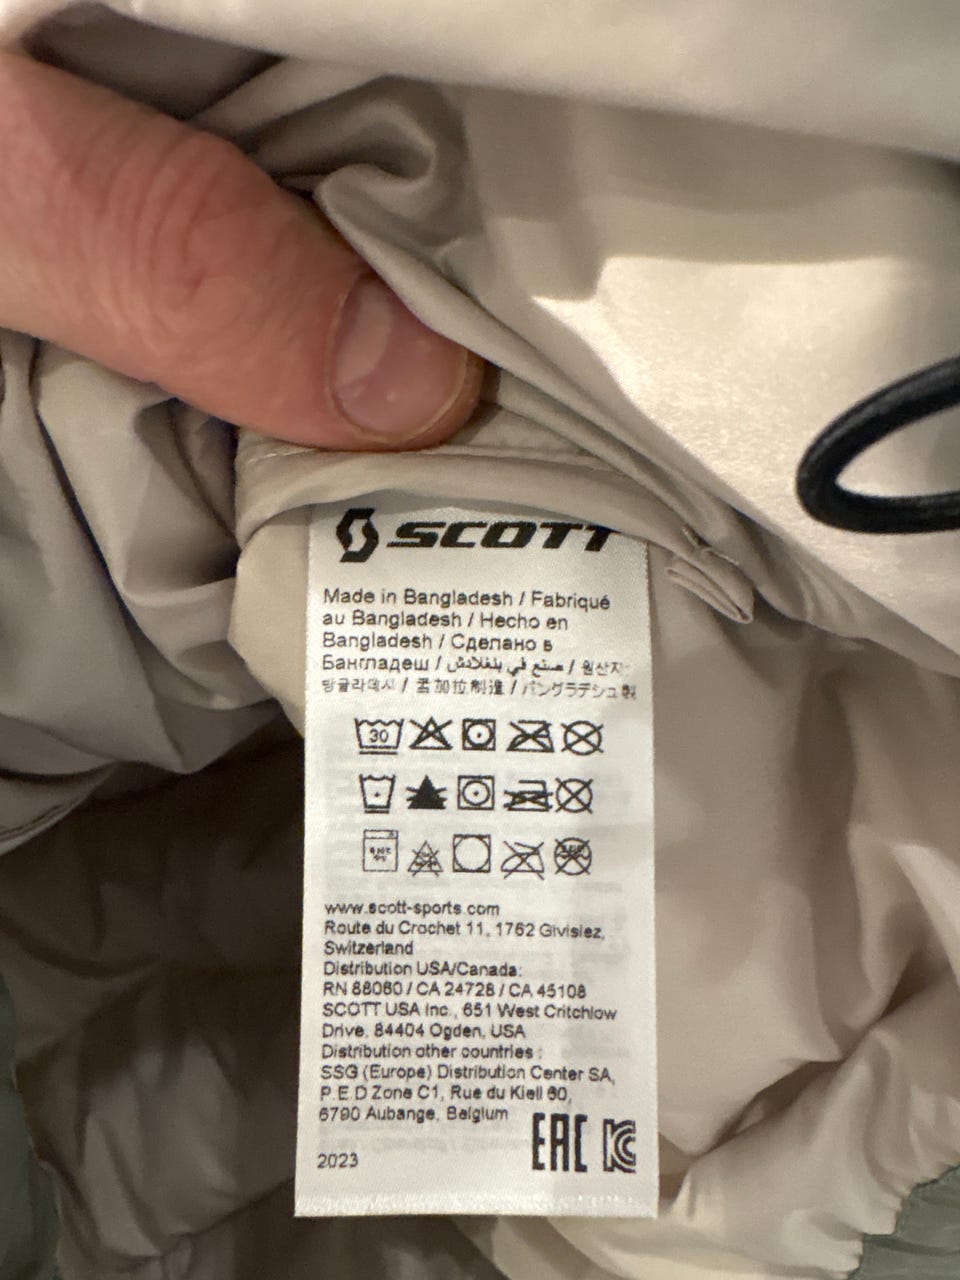 SCOTT
Made in Bangladesh / Fabriqué
au Bangladesh / Hecho en
Bangladesh / Сделано в
Бангладеш / صنع في بنغلادش / 원산지:
방글라데시 / 孟加拉制造 / バングラデシュ製
30
www.scott-sports.com
Route du Crochet 11, 1762 Givisiez,
Switzerland
Distribution USA/Canada:
RN 88080 / CA 24728 / CA 45108
SCOTT USA Inc., 651 West Critchlow
Drive, 84404 Ogden, USA
Distribution other countries :
SSG (Europe) Distribution Center SA,
P.E.D Zone C1, Rue du Kiell 60,
6790 Aubange, Belgium
EAC
2023